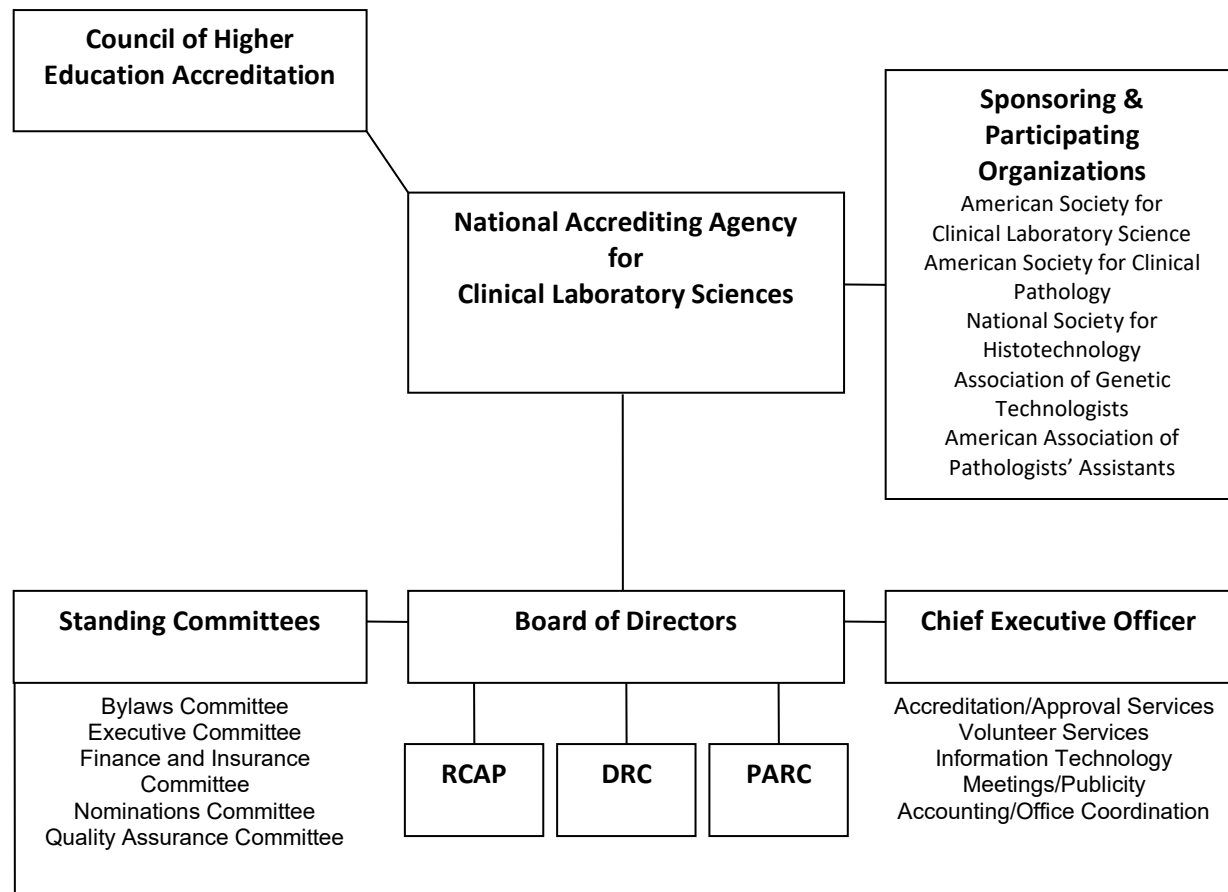 Council of Higher
Education Accreditation
Sponsoring &
Participating
Organizations
American Society for
Clinical Laboratory Science
American Society for Clinical
Pathology
National Society for
Histotechnology
Association of Genetic
Technologists
American Association of
Pathologists’ Assistants
National Accrediting Agency
for
Clinical Laboratory Sciences
Standing Committees
Bylaws Committee
Executive Committee
Finance and Insurance
Committee
Nominations Committee
Quality Assurance Committee
Board of Directors
RCAP
DRC
PARC
Chief Executive Officer
Accreditation/Approval Services
Volunteer Services
Information Technology
Meetings/Publicity
Accounting/Office Coordination